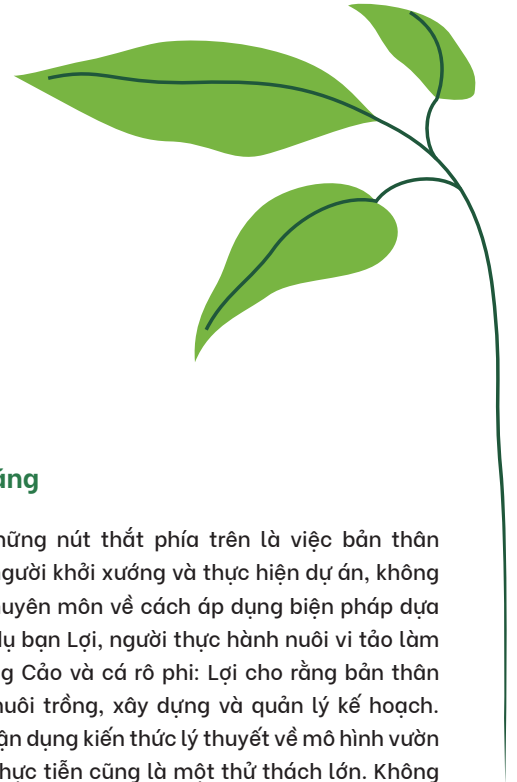 áng
hững nút thắt phía trên là việc bản thân
gười khởi xướng và thực hiện dự án, không
uyên môn về cách áp dụng biện pháp dựa
dụ bạn Lợi, người thực hành nuôi vi tảo làm
g Cảo và cá rô phi: Lợi cho rằng bản thân
nuôi trồng, xây dựng và quản lý kế hoạch.
ận dụng kiến thức lý thuyết về mô hình vườn
hực tiễn cũng là một thử thách lớn. Không